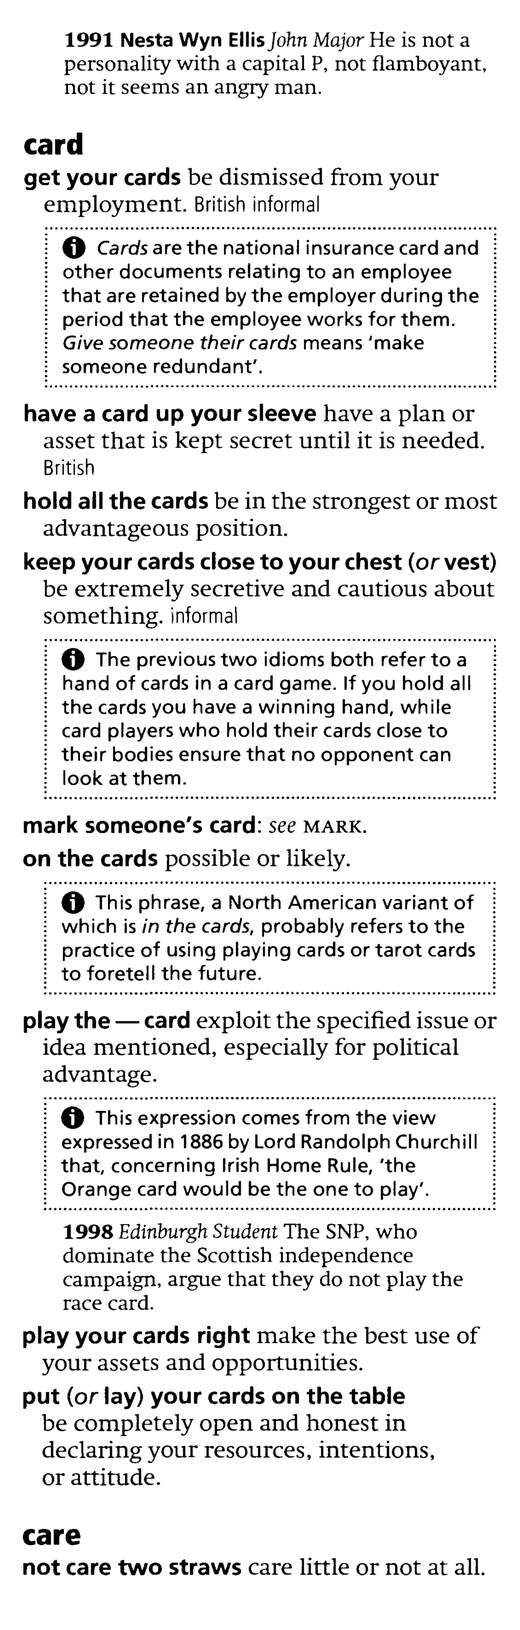 1991 Nesta Wyn Ellis John Major He is not a
personality with a capital P, not flamboyant,
not it seems an angry man.
card
get your cards be dismissed from your
employment. British informal
Cards are the national insurance card and
other documents relating to an employee
that are retained by the employer during the
period that the employee works for them.
Give someone their cards means 'make
someone redundant'.
have a card up your sleeve have a plan or
asset that is kept secret until it is needed.
British
hold all the cards be in the strongest or most
advantageous position.
keep your cards close to your chest (or vest)
be extremely secretive and cautious about
something. informal
The previous two idioms both refer to a
hand of cards in a card game. If you hold all
the cards you have a winning hand, while
card players who hold their cards close to
their bodies ensure that no opponent can
look at them.
mark someone's card: see MARK.
on the cards possible or likely.
This phrase, a North American variant of
which is in the cards, probably refers to the
practice of using playing cards or tarot cards
to foretell the future.
play the — card exploit the specified issue or
idea mentioned, especially for political
advantage.
This expression comes from the view
expressed in 1886 by Lord Randolph Churchill
that, concerning Irish Home Rule, 'the
Orange card would be the one to play'.
1998 Edinburgh Student The SNP, who
dominate the Scottish independence
campaign, argue that they do not play the
race card.
play your cards right make the best use of
your assets and opportunities.
put (or lay) your cards on the table
be completely open and honest in
declaring your resources, intentions,
or attitude.
care
not care two straws care little or not at all.